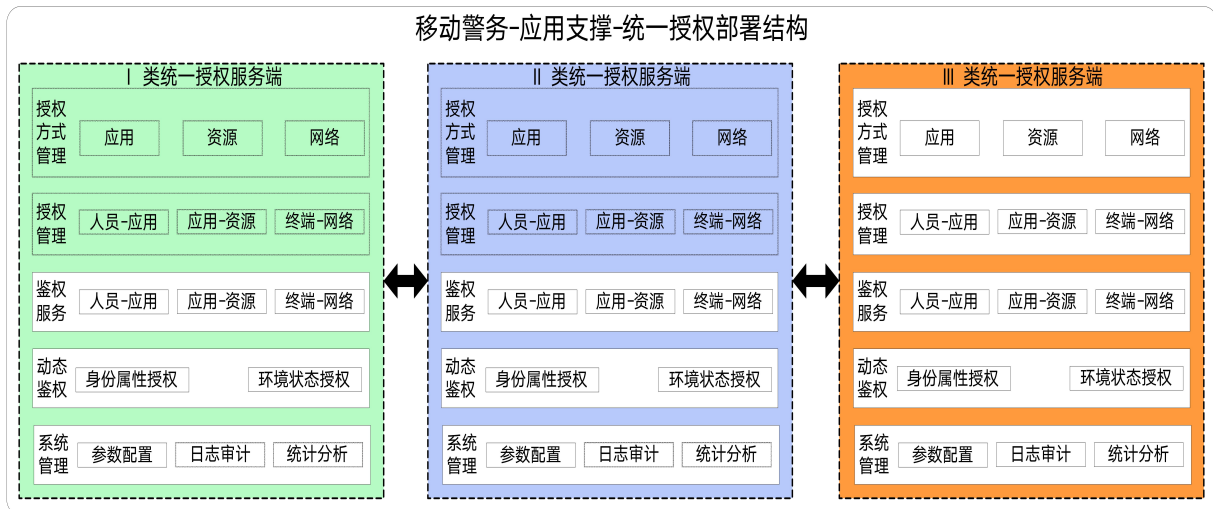 移动警务-应用支撑-统一授权部署结构
Ⅰ 类统一授权服务端
授权
方式
管理
应用
资源
网络
授权
管理
人员-应用
应用-资源
终端-网络
鉴权
服务
人员-应用
应用-资源
终端-网络
动态
鉴权
身份属性授权
环境状态授权
系统
管理
参数配置
日志审计
统计分析
Ⅱ 类统一授权服务端
授权
方式
管理
应用
资源
网络
授权
管理
人员-应用
应用-资源
终端-网络
鉴权
服务
人员-应用
应用-资源
终端-网络
动态
鉴权
身份属性授权
环境状态授权
系统
管理
参数配置
日志审计
统计分析
Ⅲ 类统一授权服务端
授权
方式
管理
应用
资源
网络
授权
管理
人员-应用
应用-资源
终端-网络
鉴权
服务
人员-应用
应用-资源
终端-网络
动态
鉴权
身份属性授权
环境状态授权
系统
管理
参数配置
日志审计
统计分析